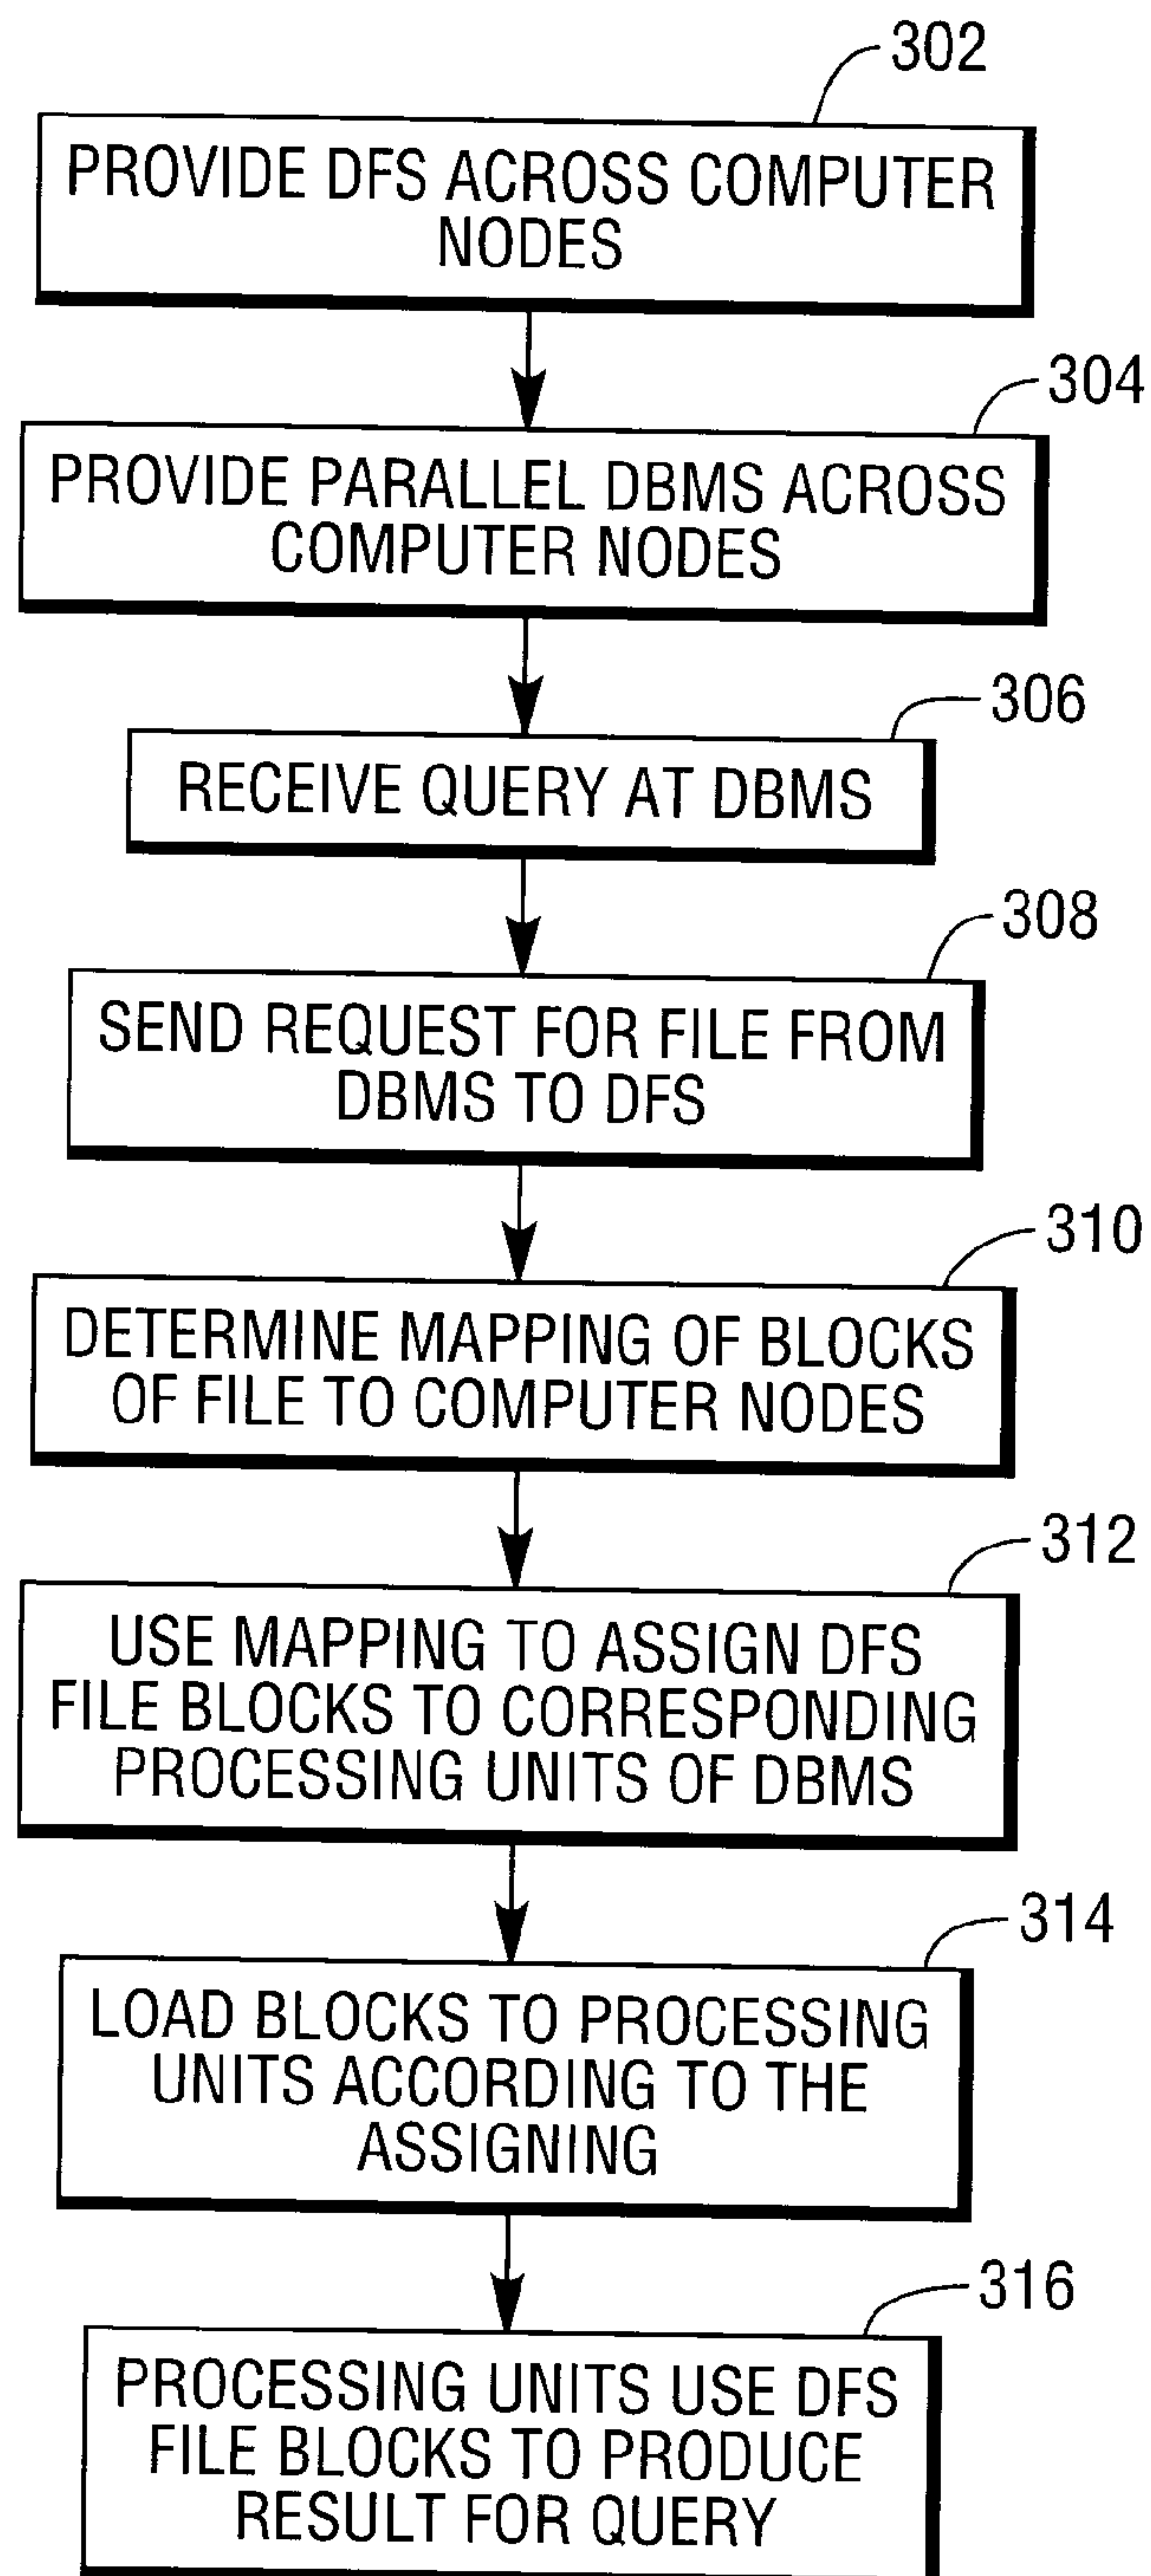 302
PROVIDE DFS ACROSS COMPUTER
NODES
304
PROVIDE PARALLEL DBMS ACROSS
COMPUTER NODES
306
RECEIVE QUERY AT DBMS
308
SEND REQUEST FOR FILE FROM
DBMS TO DFS
310
DETERMINE MAPPING OF BLOCKS
OF FILE TO COMPUTER NODES
312
USE MAPPING TO ASSIGN DFS
FILE BLOCKS TO CORRESPONDING
PROCESSING UNITS OF DBMS
314
LOAD BLOCKS TO PROCESSING
UNITS ACCORDING TO THE
ASSIGNING
316
PROCESSING UNITS USE DFS
FILE BLOCKS TO PRODUCE
RESULT FOR QUERY